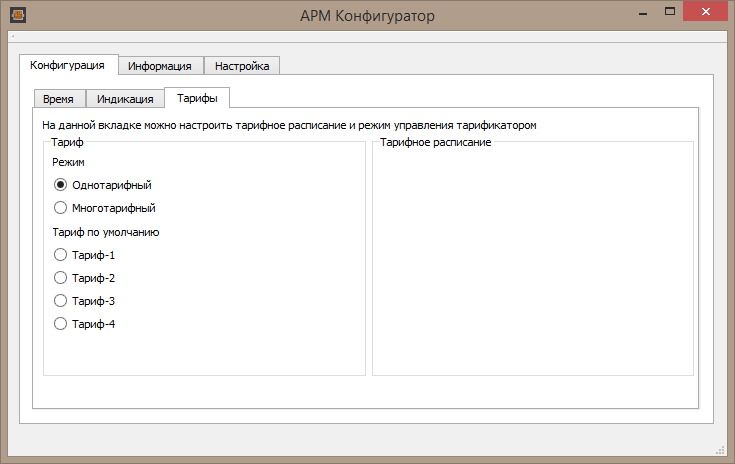 АРМ Конфигуратор
Конфигурация Информация Настройка
Время Индикация Тарифы
На данной вкладке можно настроить тарифное расписание и режим управления тарификатором
Тариф
Режим
Однотарифный
Многотарифный
Тариф по умолчанию
Тариф-1
Тариф-2
Тариф-3
Тариф-4
Тарифное расписание